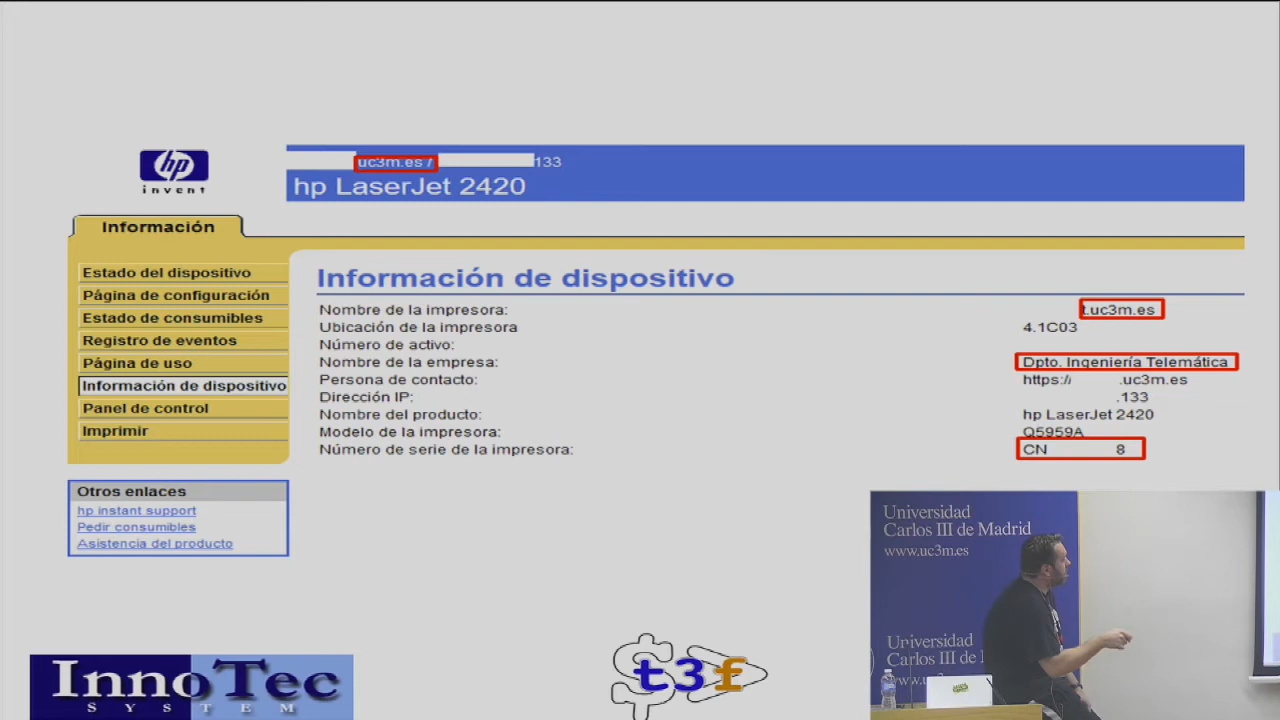 uc3m.es / 133
hp
invent
hp LaserJet 2420
Información
Estado del dispositivo
Página de configuración
Estado de consumibles
Registro de eventos
Página de uso
Información de dispositivo
Panel de control
Imprimir
Otros enlaces
hp instant support
Pedir consumibles
Asistencia del producto
Información de dispositivo
Nombre de la impresora: t.uc3m.es
Ubicación de la impresora 4.1C03
Número de activo:
Nombre de la empresa: Dpto. Ingeniería Telemática
Persona de contacto: https:// .uc3m.es
Dirección IP: .133
Nombre del producto: hp LaserJet 2420
Modelo de la impresora: Q5959A
Número de serie de la impresora: CN 8
Universidad
Carlos III de Madrid
www.uc3m.es
Universidad
Carlos III de
www.uc3m.es
InnoTec
SYSTEM
t3f